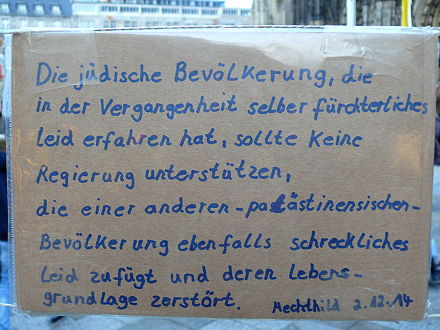 Die jüdische Bevölkerung, die
in der Vergangenheit selber fürchterliches
leid erfahren hat, sollte keine
Regierung unterstützen,
die einer anderen - palästinensischen -
Bevölkerung ebenfalls schreckliches
leid zufügt und deren Lebens-
grundlage zerstört. Mechthild 2.12.14